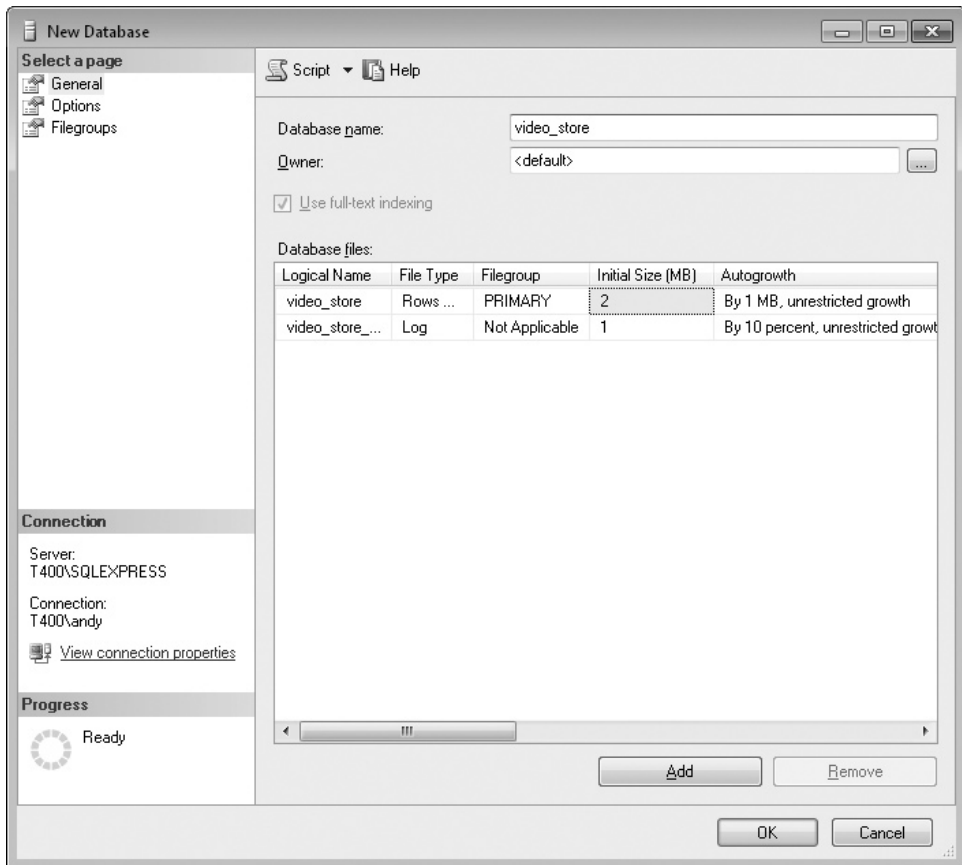 New Database
Select a page
General
Options
Filegroups
Script Help
Database name: video_store
Owner: <default> ...
Use full-text indexing
Database files:
Logical Name File Type Filegroup Initial Size (MB) Autogrowth
video_store Rows ... PRIMARY 2 By 1 MB, unrestricted growth
video_store_... Log Not Applicable 1 By 10 percent, unrestricted growt
Connection
Server:
T400\SQLEXPRESS
Connection:
T400\andy
View connection properties
Progress
Ready
Add Remove
OK Cancel